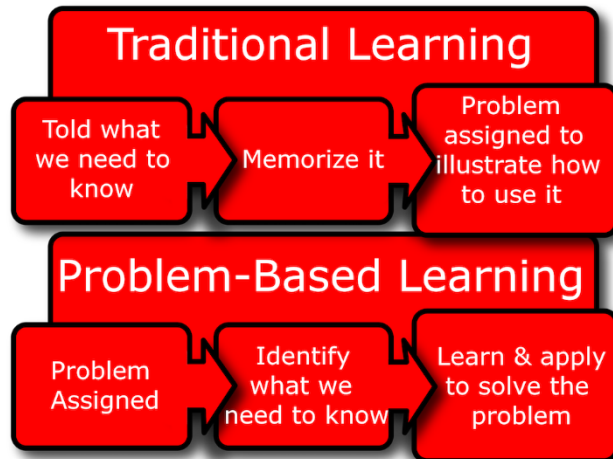 Traditional Learning
Told what
we need to
know
Memorize it
Problem
assigned to
illustrate how
to use it
Problem-Based Learning
Problem
Assigned
Identify
what we
need to know
Learn & apply
to solve the
problem